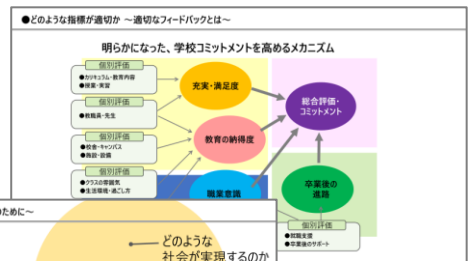 ●どのような指標が適切か ～適切なフィードバックとは～
明らかになった、学校コミットメントを高めるメカニズム
個別評価
●カリキュラム・教育内容
●授業・実習
個別評価
●教職員・先生
個別評価
●校舎・キャンパス
●施設・設備
個別評価
●クラスの雰囲気
●生活環境・過ごし方
充実・満足度
教育の納得度
職業意識
総合評価・
コミットメント
卒業後の
進路
個別評価
●就職支援
●卒業後のサポート
のために～
どのような
社会が実現するのか